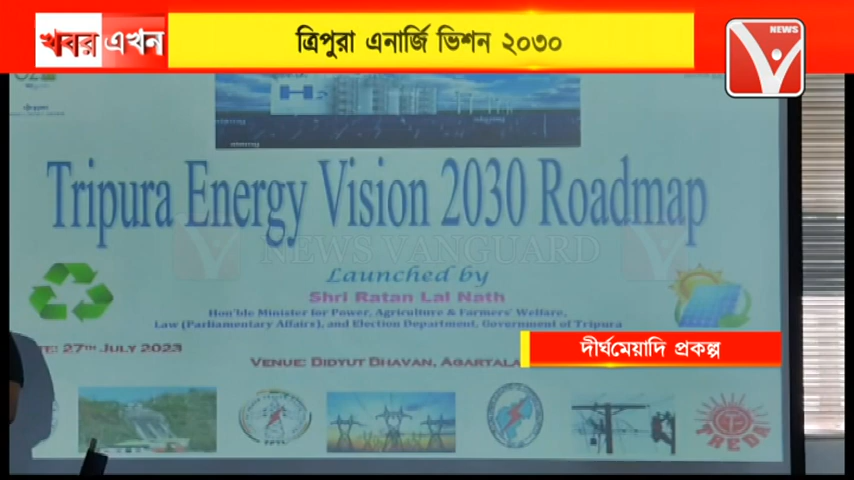 খবর এখন
ত্রিপুরা এনার্জি ভিশন ২০৩০
NEWS
H₂
Tripura Energy Vision 2030 Roadmap
NEWS VANGUARD
Launched by
Shri Ratan Lal Nath
Hon'ble Minister for Power, Agriculture & Farmers' Welfare,
Law (Parliamentary Affairs), and Election Department, Government of Tripura
27TH JULY 2023
VENUE: BIDYUT BHAVAN, AGARTALA
দীর্ঘমেয়াদি প্রকল্প
TREDA